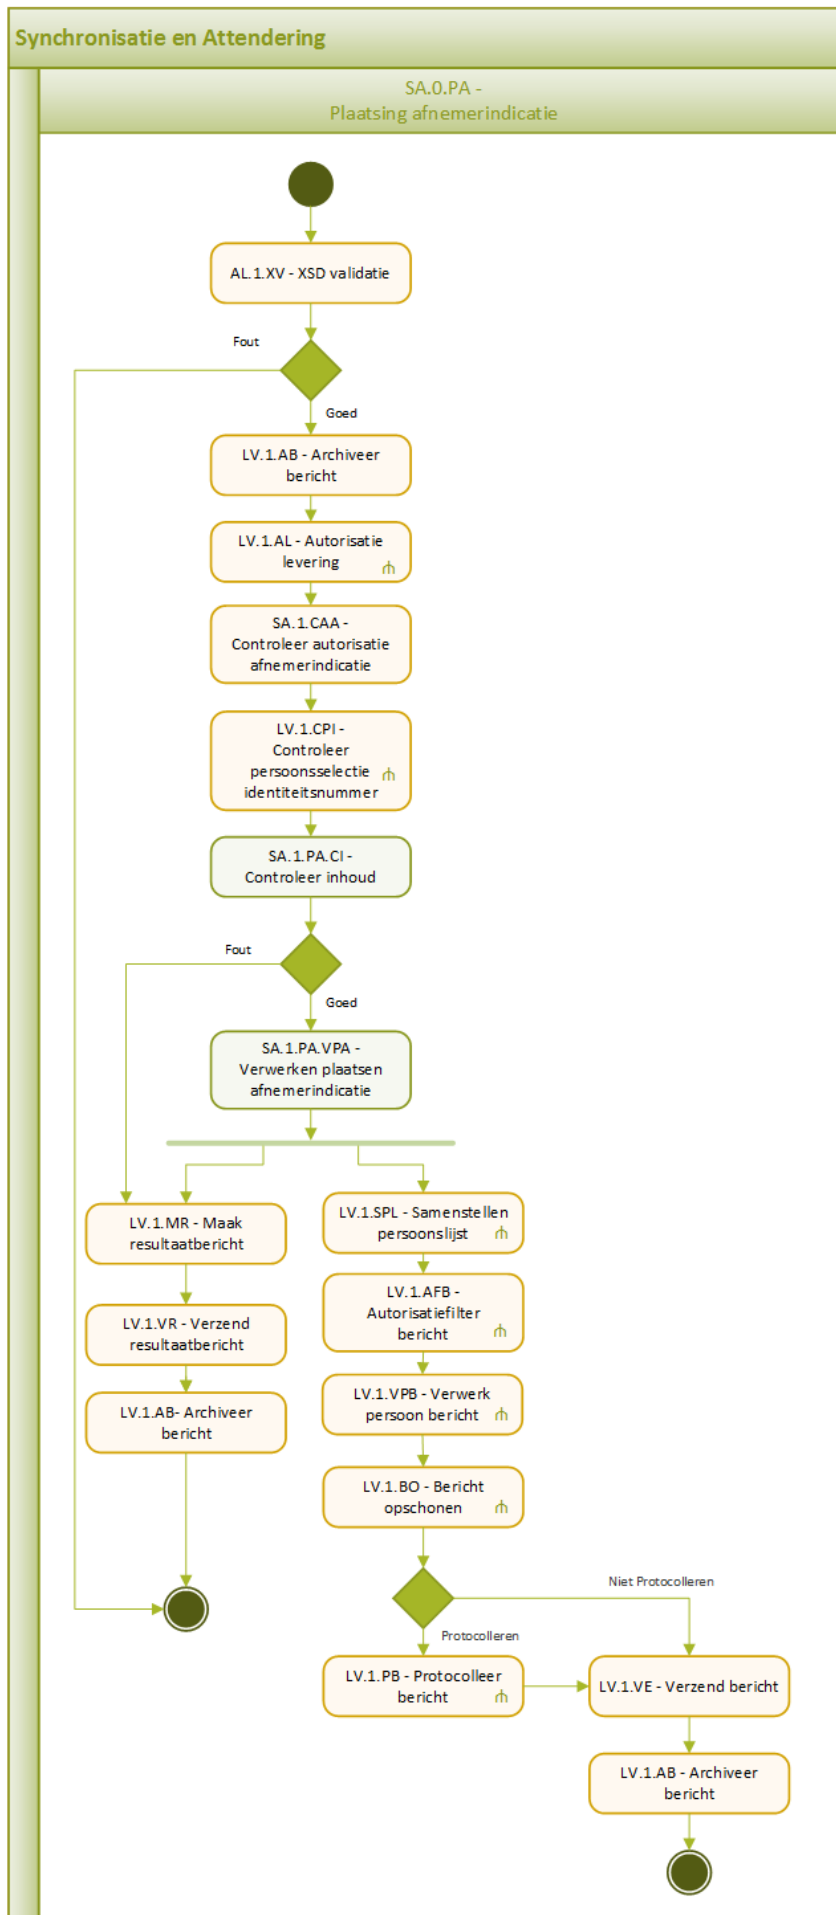 Synchronisatie en Attendering
SA.0.PA -
Plaatsing afnemerindicatie
AL.1.XV - XSD validatie
Fout
Goed
LV.1.AB - Archiveer
bericht
LV.1.AL - Autorisatie
levering
SA.1.CAA -
Controleer autorisatie
afnemerindicatie
LV.1.CPI -
Controleer
persoonsselectie
identiteitsnummer
SA.1.PA.CI -
Controleer inhoud
Fout
Goed
SA.1.PA.VPA -
Verwerken plaatsen
afnemerindicatie
LV.1.MR - Maak
resultaatbericht
LV.1.VR - Verzend
resultaatbericht
LV.1.AB- Archiveer
bericht
LV.1.SPL - Samenstellen
persoonslijst
LV.1.AFB -
Autorisatiefilter
bericht
LV.1.VPB - Verwerk
persoon bericht
LV.1.BO - Bericht
opschonen
Niet Protocolleren
Protocolleren
LV.1.PB - Protocolleer
bericht
LV.1.VE - Verzend bericht
LV.1.AB - Archiveer
bericht